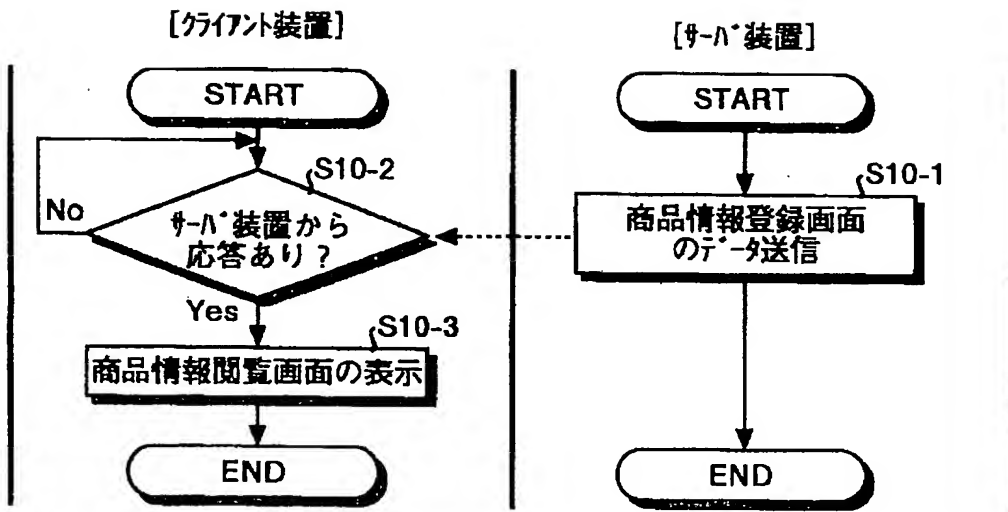 [クライアント装置]
START
S10-2
No
サーバ装置から
応答あり?
Yes
S10-3
商品情報閲覧画面の表示
END
[サーバ装置]
START
S10-1
商品情報登録画面
のデータ送信
END